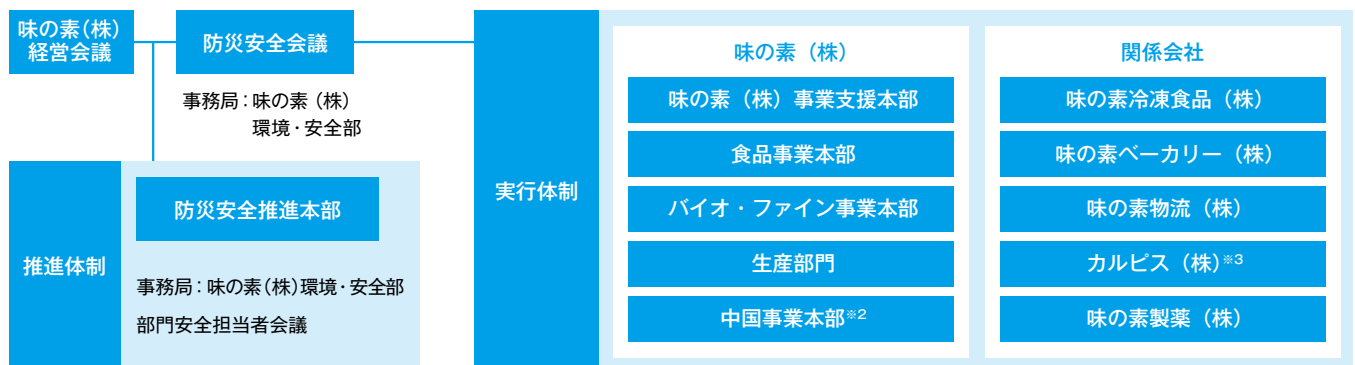 味の素(株)
経営会議
防災安全会議
事務局：味の素（株）
環境・安全部
推進体制
防災安全推進本部
事務局：味の素(株)環境・安全部
部門安全担当者会議
実行体制
味の素（株）
味の素（株）事業支援本部
食品事業本部
バイオ・ファイン事業本部
生産部門
中国事業本部※2
関係会社
味の素冷凍食品（株）
味の素ベーカリー（株）
味の素物流（株）
カルピス（株）※3
味の素製薬（株）